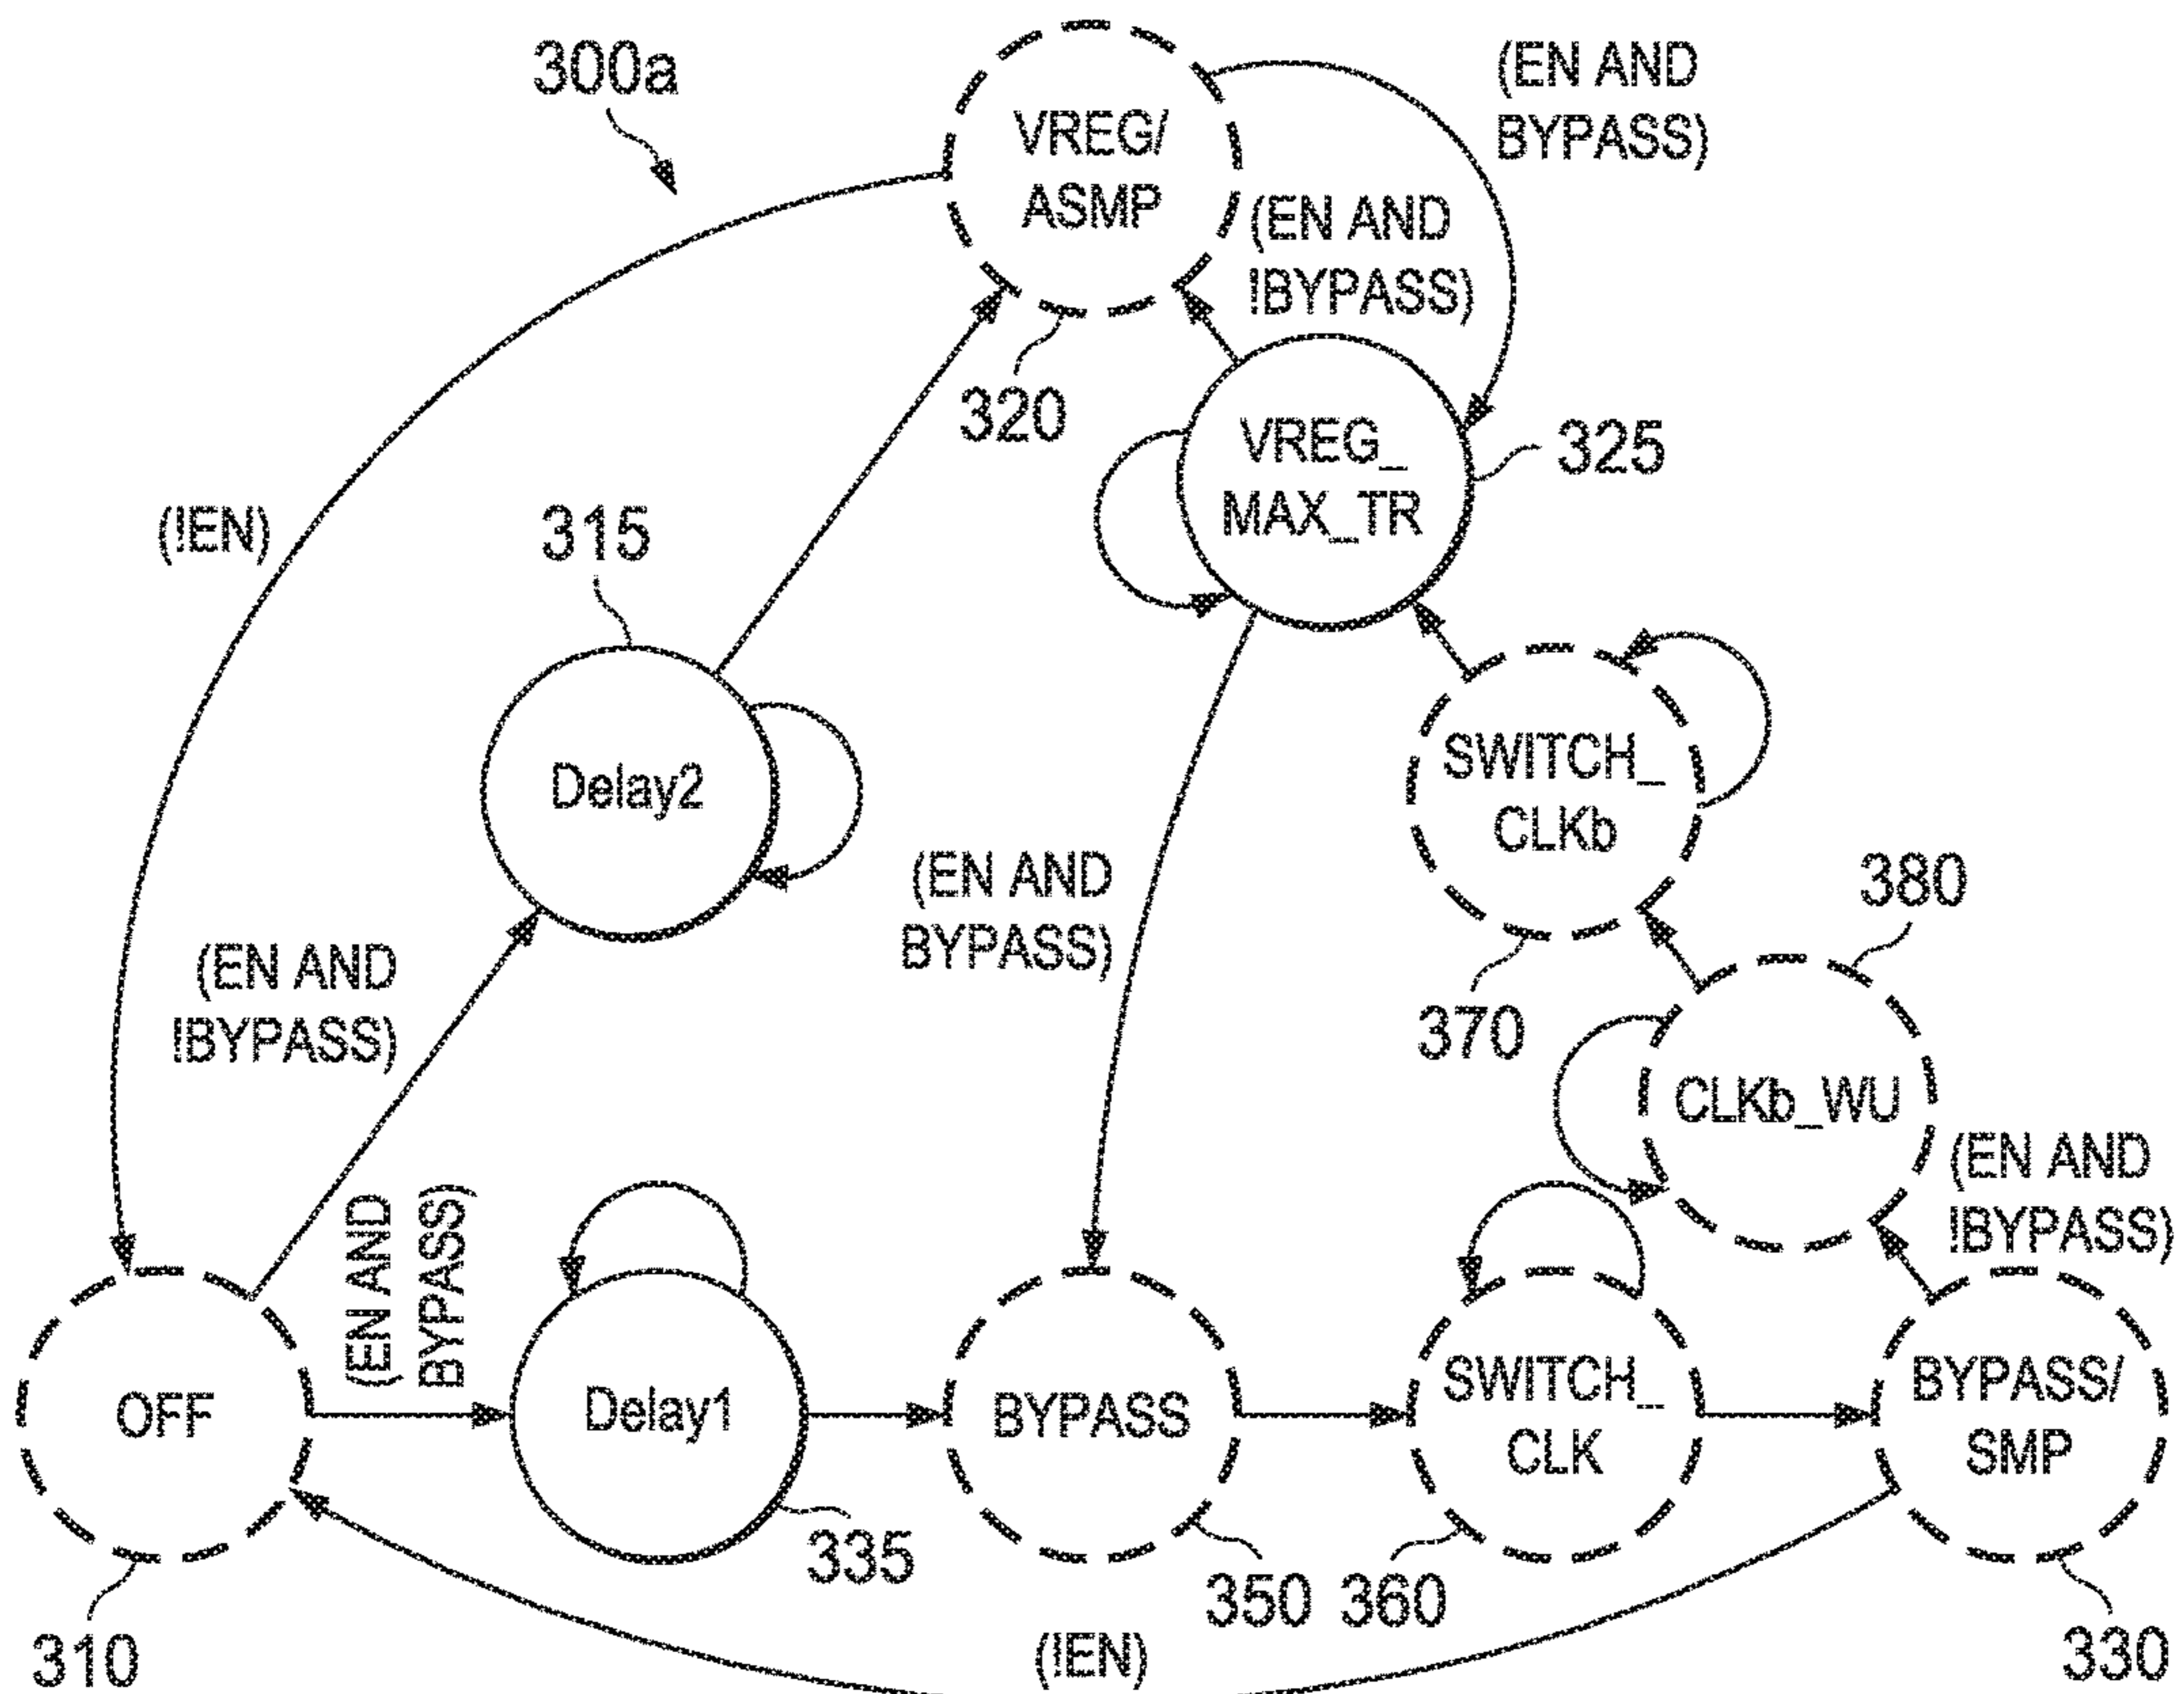 300a
VREG/
ASMP
(EN AND
BYPASS)
(EN AND
!BYPASS)
320
VREG_
MAX_TR
325
(!EN)
315
Delay2
SWITCH_
CLKb
(EN AND
BYPASS)
380
(EN AND
!BYPASS)
370
CLKb_WU
(EN AND
!BYPASS)
(EN AND
BYPASS)
OFF
Delay1
BYPASS
SWITCH_
CLK
BYPASS/
SMP
335
350
360
310
(!EN)
330